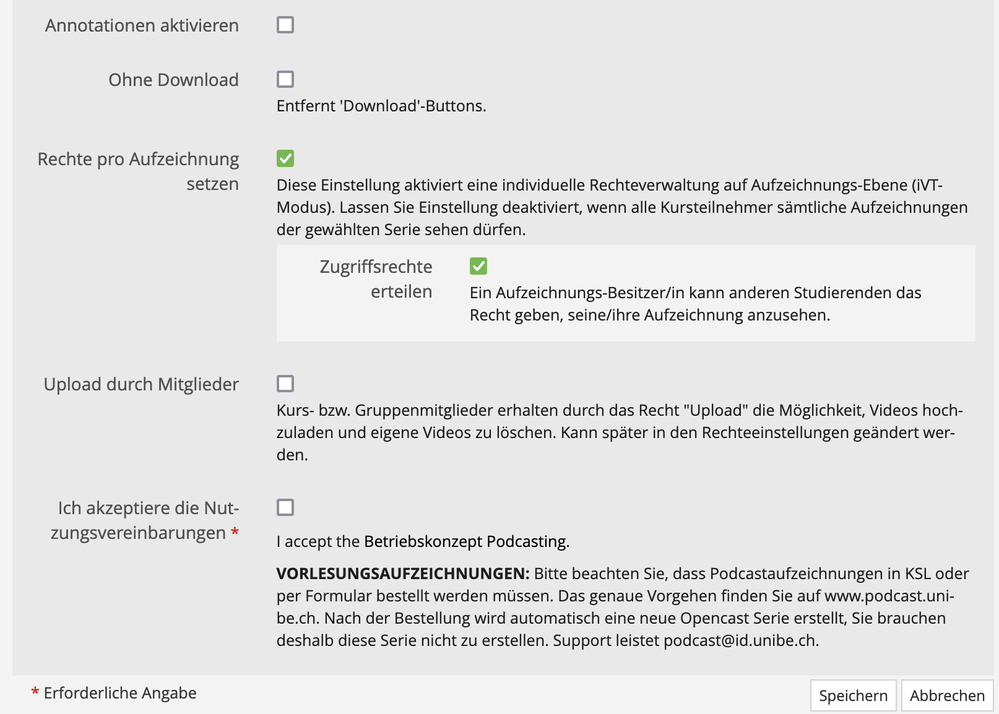 Annotationen aktivieren
Ohne Download
Entfernt 'Download'-Buttons.
Rechte pro Aufzeichnung
setzen
Diese Einstellung aktiviert eine individuelle Rechteverwaltung auf Aufzeichnungs-Ebene (iVT-
Modus). Lassen Sie Einstellung deaktiviert, wenn alle Kursteilnehmer sämtliche Aufzeichnungen
der gewählten Serie sehen dürfen.
Zugriffsrechte
erteilen
Ein Aufzeichnungs-Besitzer/in kann anderen Studierenden das
Recht geben, seine/ihre Aufzeichnung anzusehen.
Upload durch Mitglieder
Kurs- bzw. Gruppenmitglieder erhalten durch das Recht "Upload" die Möglichkeit, Videos hoch-
zuladen und eigene Videos zu löschen. Kann später in den Rechteeinstellungen geändert wer-
den.
Ich akzeptiere die Nut-
zungsvereinbarungen *
I accept the Betriebskonzept Podcasting.
VORLESUNGSAUFZEICHNUNGEN: Bitte beachten Sie, dass Podcastaufzeichnungen in KSL oder
per Formular bestellt werden müssen. Das genaue Vorgehen finden Sie auf www.podcast.uni-
be.ch. Nach der Bestellung wird automatisch eine neue Opencast Serie erstellt, Sie brauchen
deshalb diese Serie nicht zu erstellen. Support leistet podcast@id.unibe.ch.
* Erforderliche Angabe
Speichern
Abbrechen